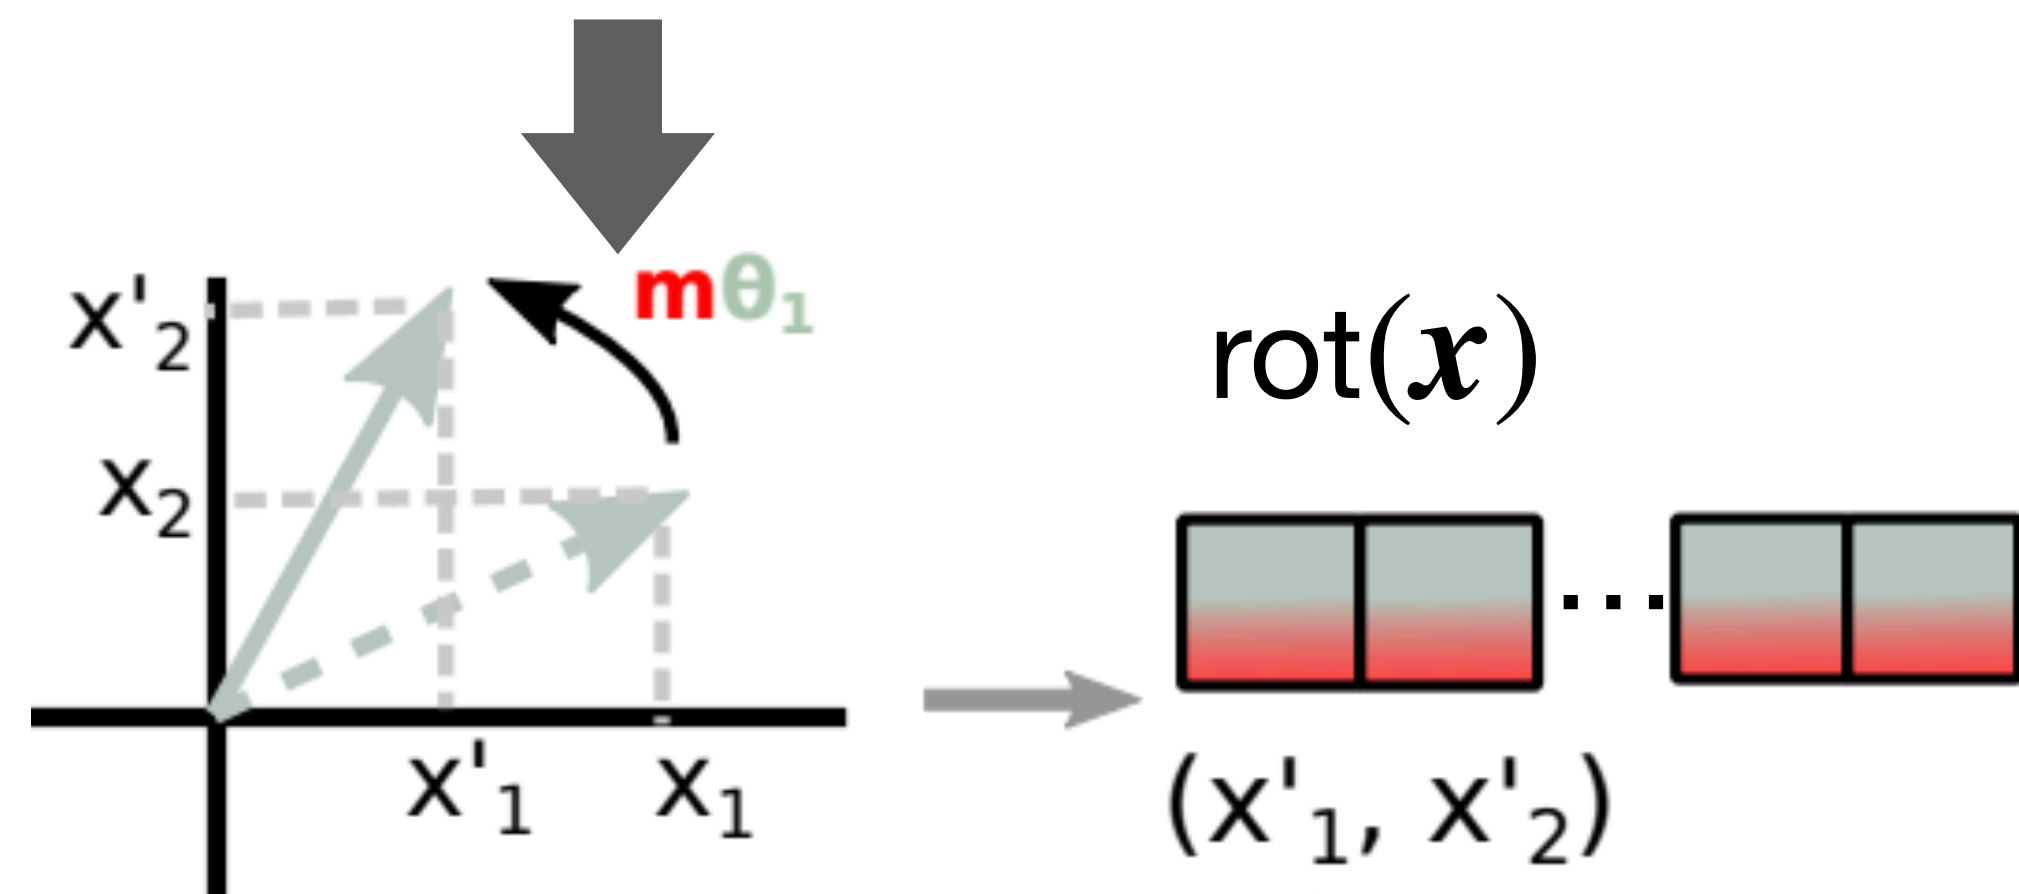 mθ₁
x'₂
rot(x)
x₂
...
x'₁ x₁
(x'₁, x'₂)